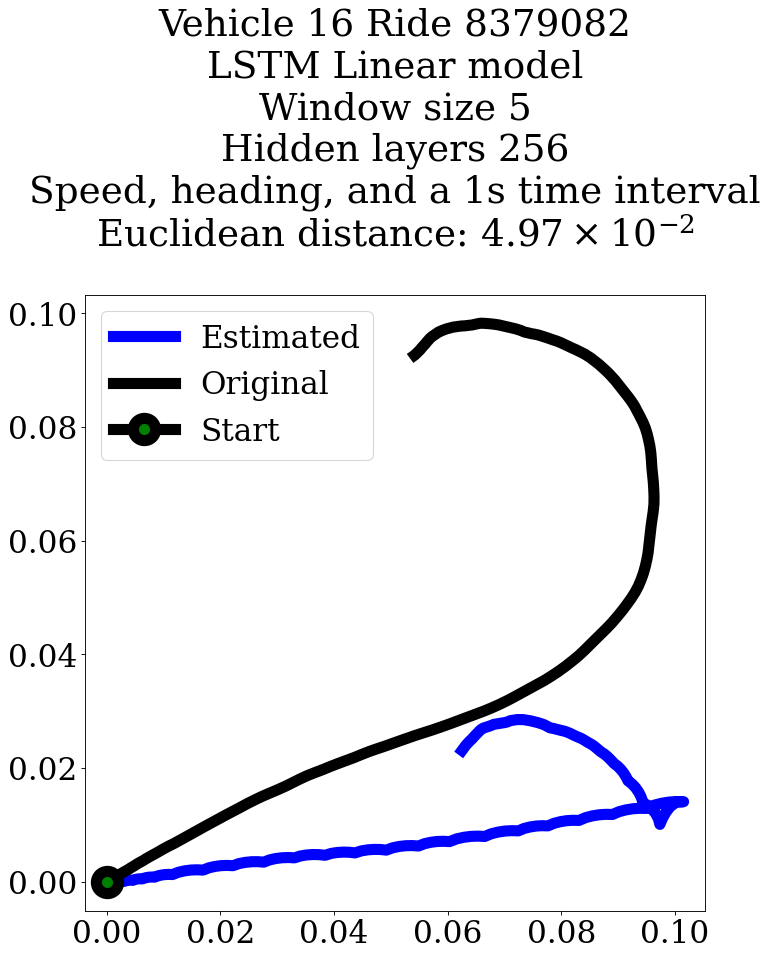 Vehicle 16 Ride 8379082
LSTM Linear model
Window size 5
Hidden layers 256
Speed, heading, and a 1s time interval
Euclidean distance: 4.97 × 10⁻²
Estimated
Original
Start
0.10
0.08
0.06
0.04
0.02
0.00
0.00 0.02 0.04 0.06 0.08 0.10